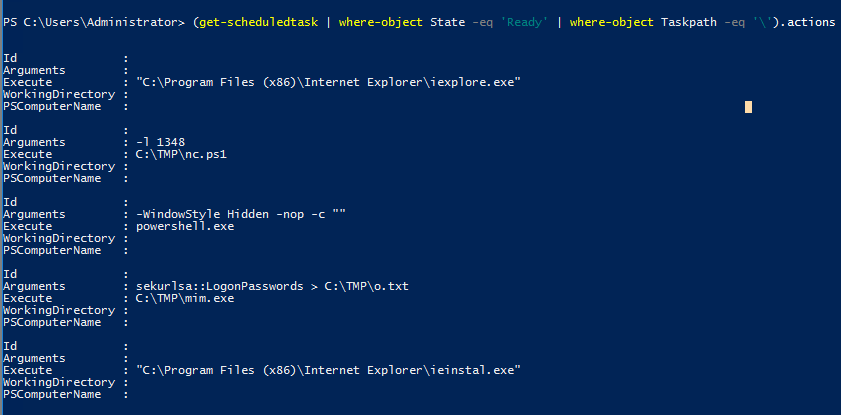 PS C:\Users\Administrator> (get-scheduledtask | where-object State -eq 'Ready' | where-object Taskpath -eq '\').actions
Id :
Arguments :
Execute : "C:\Program Files (x86)\Internet Explorer\iexplore.exe"
WorkingDirectory :
PSComputerName :
Id :
Arguments : -l 1348
Execute : C:\TMP\nc.ps1
WorkingDirectory :
PSComputerName :
Id :
Arguments : -WindowStyle Hidden -nop -c ""
Execute : powershell.exe
WorkingDirectory :
PSComputerName :
Id :
Arguments : sekurlsa::LogonPasswords > C:\TMP\o.txt
Execute : C:\TMP\mim.exe
WorkingDirectory :
PSComputerName :
Id :
Arguments :
Execute : "C:\Program Files (x86)\Internet Explorer\ieinstal.exe"
WorkingDirectory :
PSComputerName :